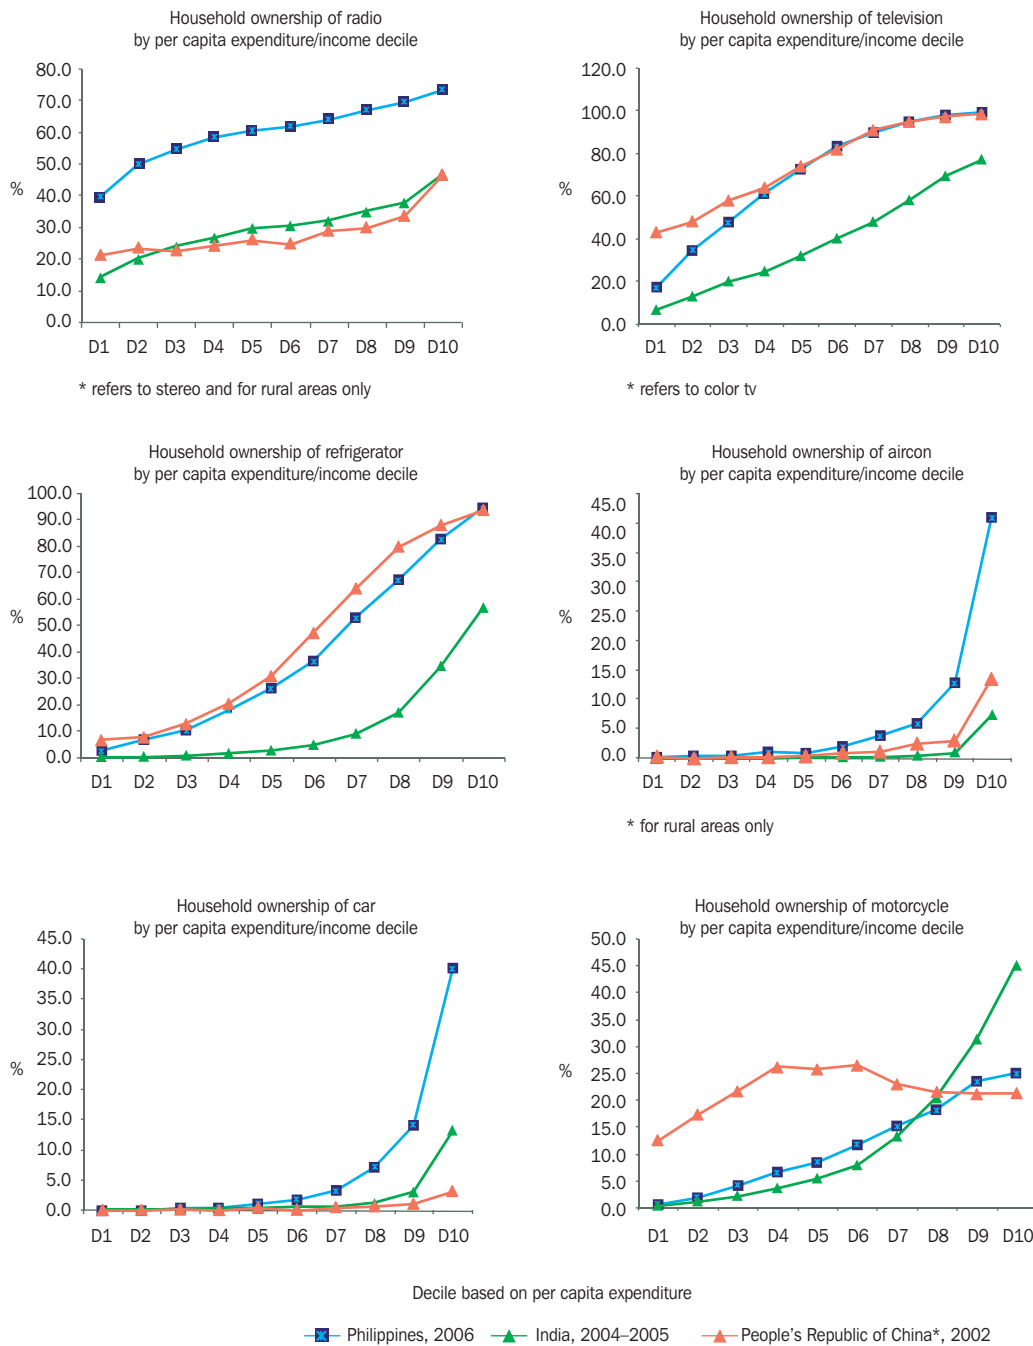 Household ownership of radio
by per capita expenditure/income decile
80.0
70.0
60.0
50.0
40.0
30.0
20.0
10.0
0.0
%
D1 D2 D3 D4 D5 D6 D7 D8 D9 D10
* refers to stereo and for rural areas only
Household ownership of television
by per capita expenditure/income decile
120.0
100.0
80.0
60.0
40.0
20.0
0.0
%
D1 D2 D3 D4 D5 D6 D7 D8 D9 D10
* refers to color tv
Household ownership of refrigerator
by per capita expenditure/income decile
100.0
90.0
80.0
70.0
60.0
50.0
40.0
30.0
20.0
10.0
0.0
%
D1 D2 D3 D4 D5 D6 D7 D8 D9 D10
Household ownership of aircon
by per capita expenditure/income decile
45.0
40.0
35.0
30.0
25.0
20.0
15.0
10.0
5.0
0.0
%
D1 D2 D3 D4 D5 D6 D7 D8 D9 D10
* for rural areas only
Household ownership of car
by per capita expenditure/income decile
45.0
40.0
35.0
30.0
25.0
20.0
15.0
10.0
5.0
0.0
%
D1 D2 D3 D4 D5 D6 D7 D8 D9 D10
Household ownership of motorcycle
by per capita expenditure/income decile
50.0
45.0
40.0
35.0
30.0
25.0
20.0
15.0
10.0
5.0
0.0
%
D1 D2 D3 D4 D5 D6 D7 D8 D9 D10
Decile based on per capita expenditure
Philippines, 2006 India, 2004–2005 People's Republic of China*, 2002